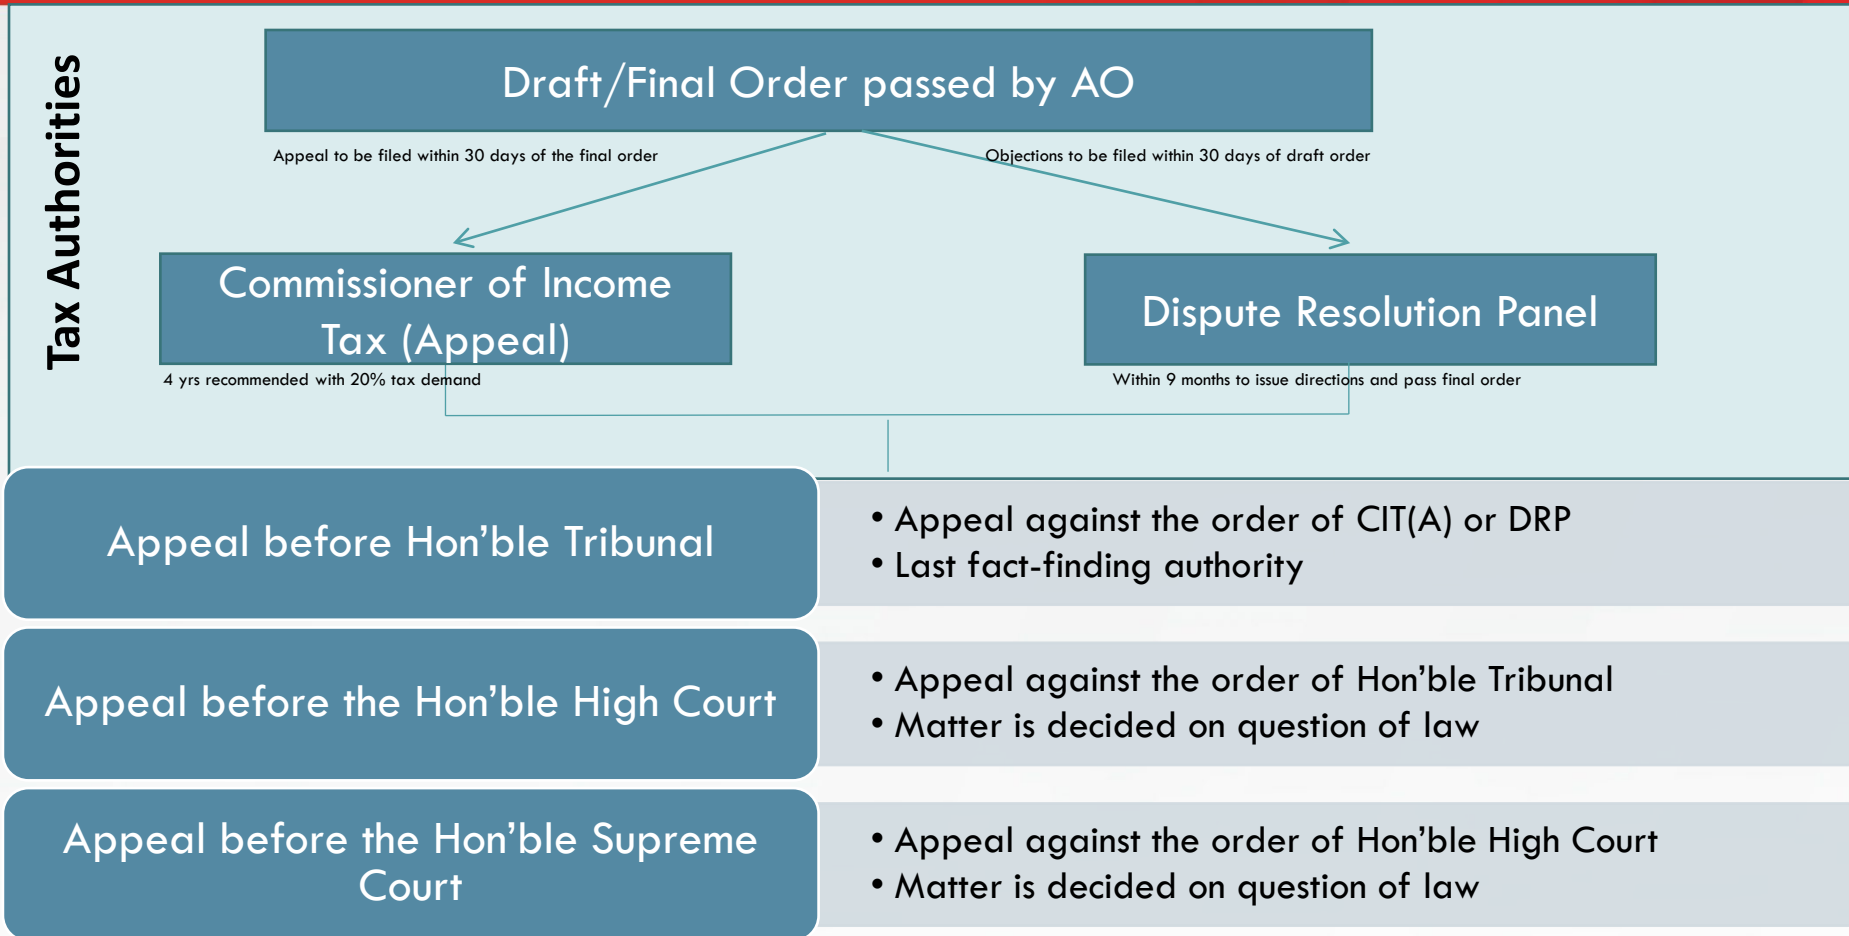 Tax Authorities
Draft/Final Order passed by AO
Appeal to be filed within 30 days of the final order
Objections to be filed within 30 days of draft order
Commissioner of Income
Tax (Appeal)
Dispute Resolution Panel
4 yrs recommended with 20% tax demand
Within 9 months to issue directions and pass final order
Appeal before Hon’ble Tribunal
• Appeal against the order of CIT(A) or DRP
• Last fact-finding authority
Appeal before the Hon’ble High Court
• Appeal against the order of Hon’ble Tribunal
• Matter is decided on question of law
Appeal before the Hon’ble Supreme
Court
• Appeal against the order of Hon’ble High Court
• Matter is decided on question of law